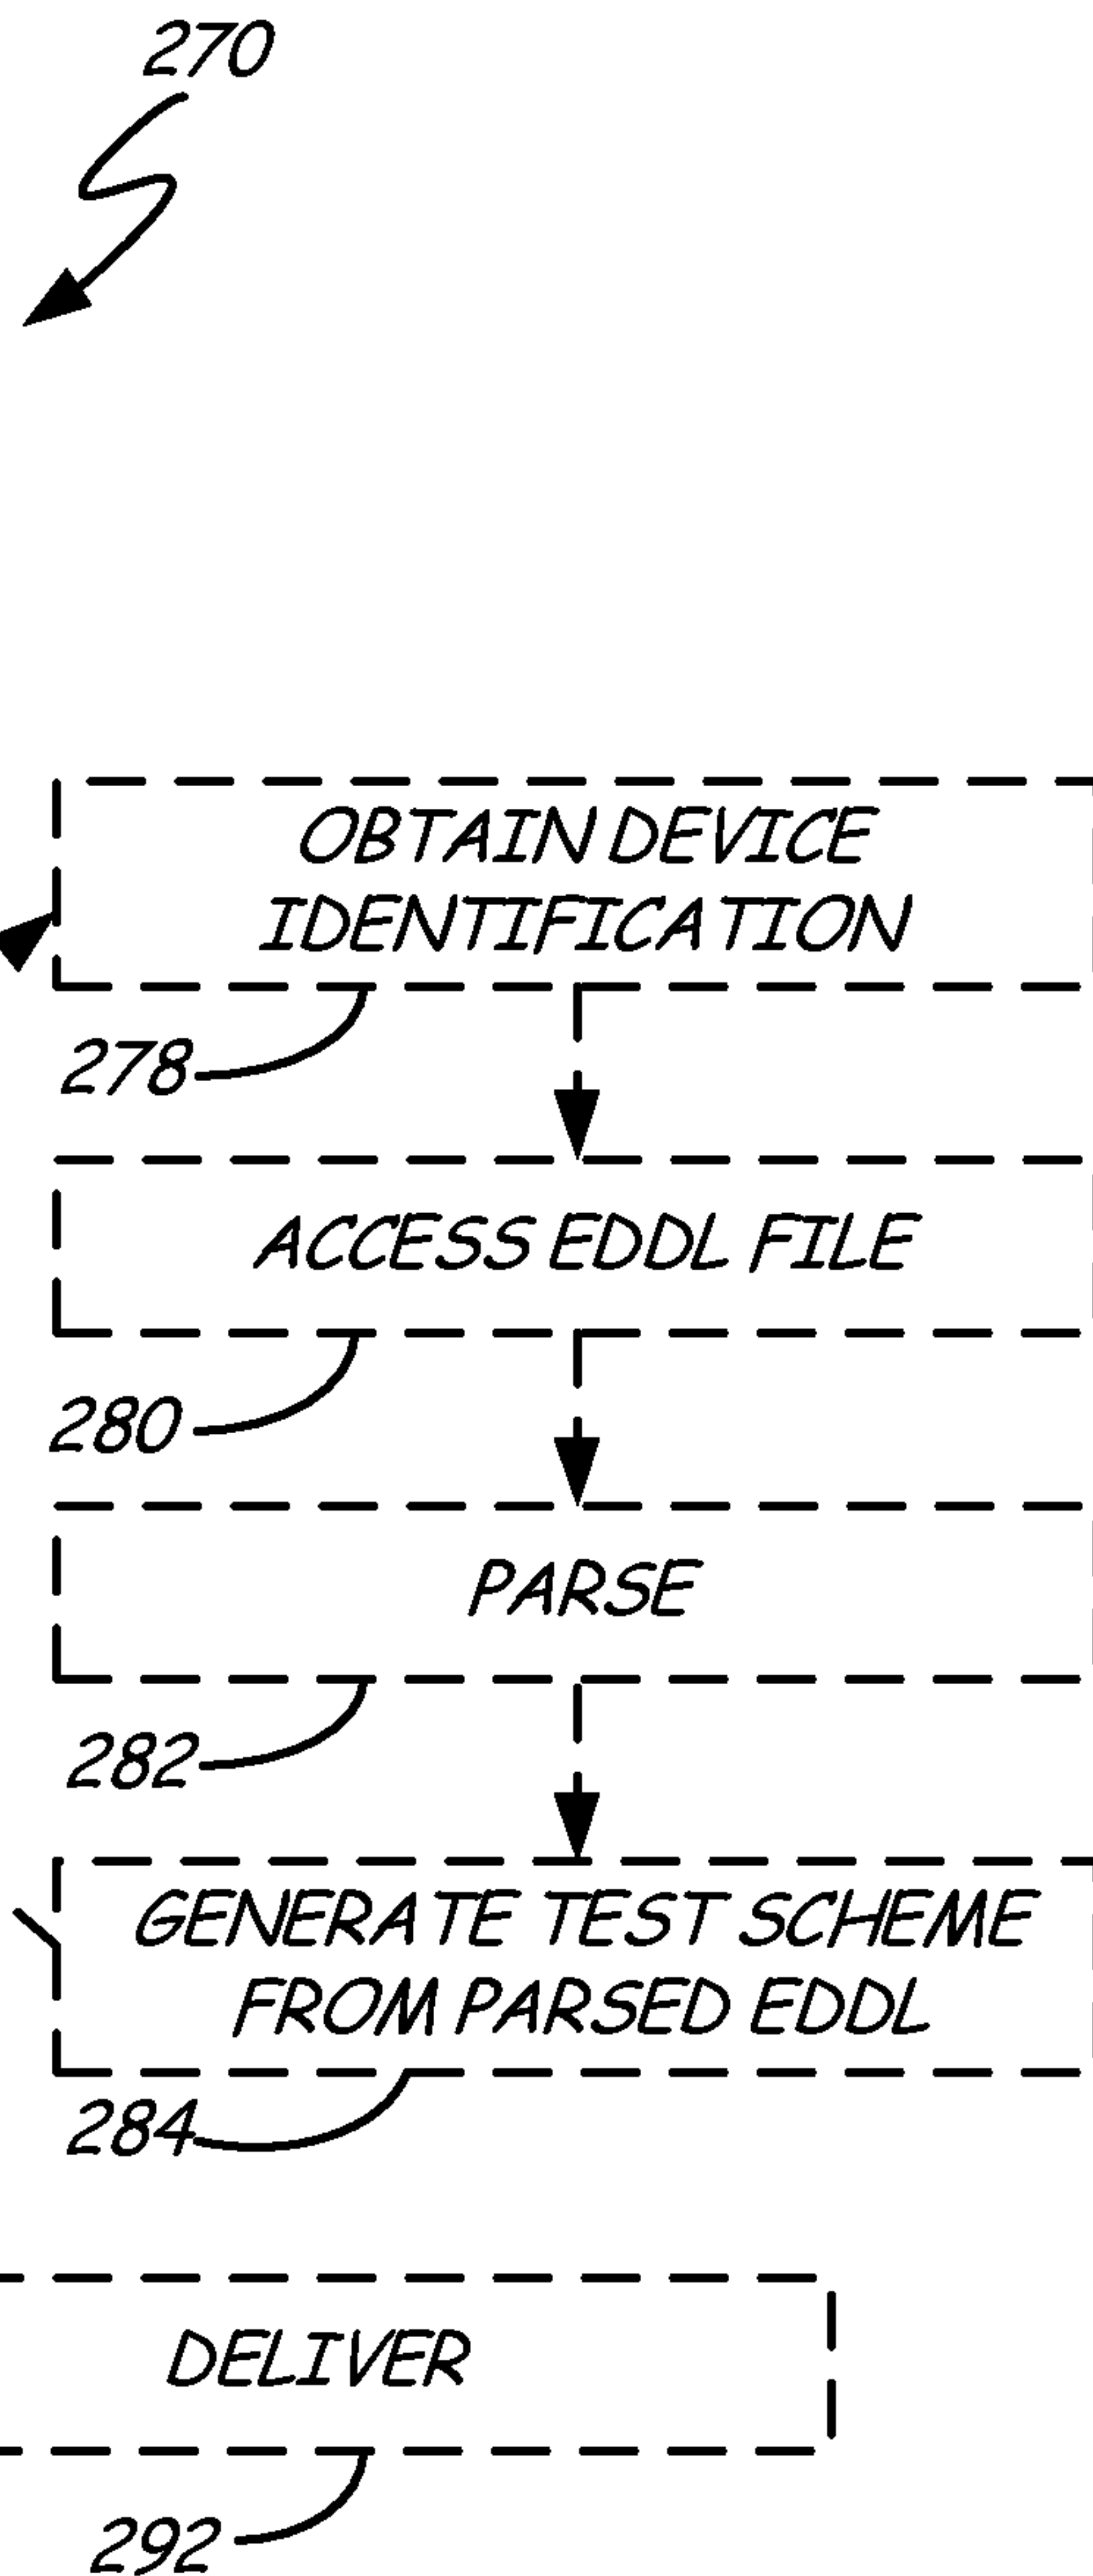 270
OBTAIN DEVICE
IDENTIFICATION
278
ACCESS EDDL FILE
280
PARSE
282
GENERATE TEST SCHEME
FROM PARSED EDDL
284
DELIVER
292